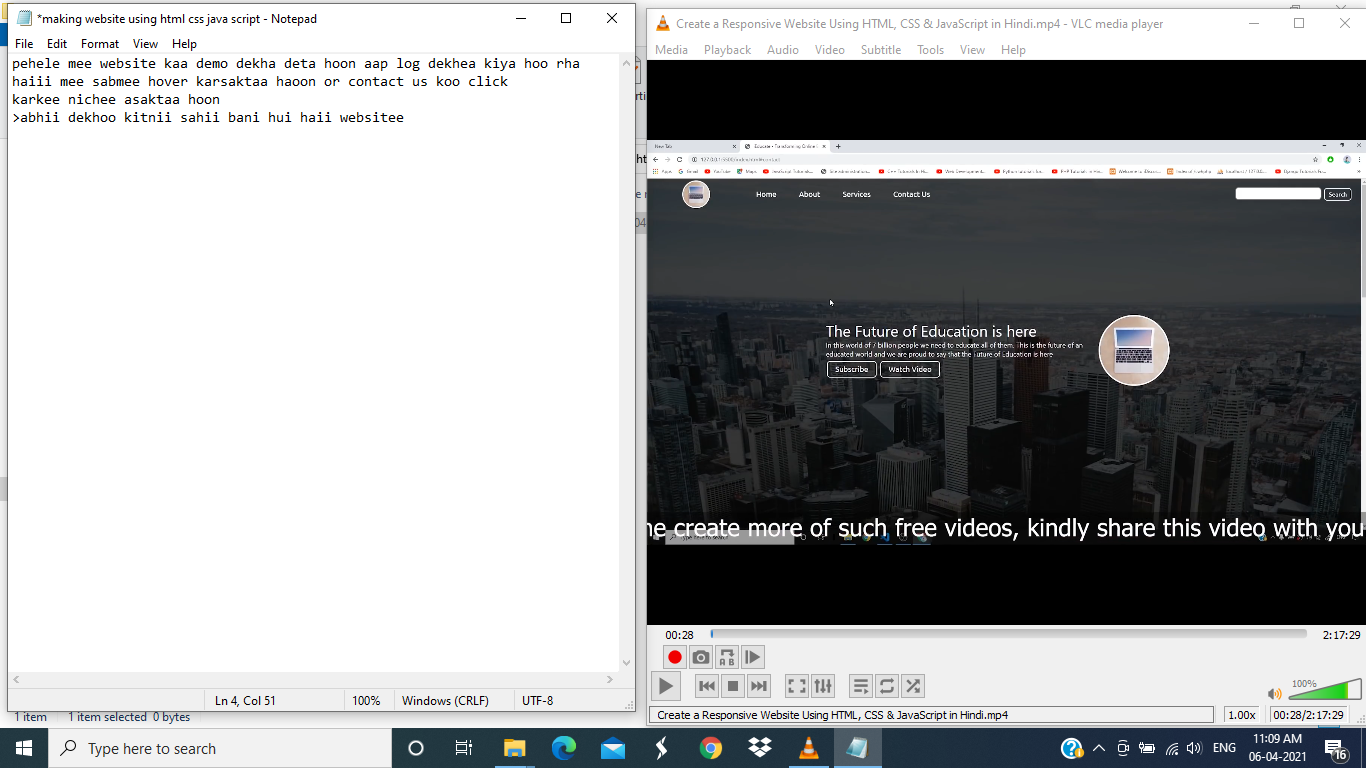 *making website using html css java script - Notepad
File Edit Format View Help
pehele mee website kaa demo dekha deta hoon aap log dekhea kiya hoo rha
haiii mee sabmee hover karsaktaa haoon or contact us koo click
karkee nichee asaktaa hoon
>abhii dekhoo kitnii sahii bani hui haii websitee
Ln 4, Col 51 100% Windows (CRLF) UTF-8
1 item 1 item selected 0 bytes
Create a Responsive Website Using HTML, CSS & JavaScript in Hindi.mp4 - VLC media player
Media Playback Audio Video Subtitle Tools View Help
New Tab
Home About Services Contact Us
Search
The Future of Education is here
In this world of 7 billion people we need to educate all of them. This is the future of an
educated world and we are proud to say that the Future of Education is here
Subscribe Watch Video
create more of such free videos, kindly share this video with you
00:28 2:17:29
A B
100%
Create a Responsive Website Using HTML, CSS & JavaScript in Hindi.mp4 1.00x 00:28/2:17:29
Type here to search
ENG
11:09 AM
06-04-2021
16